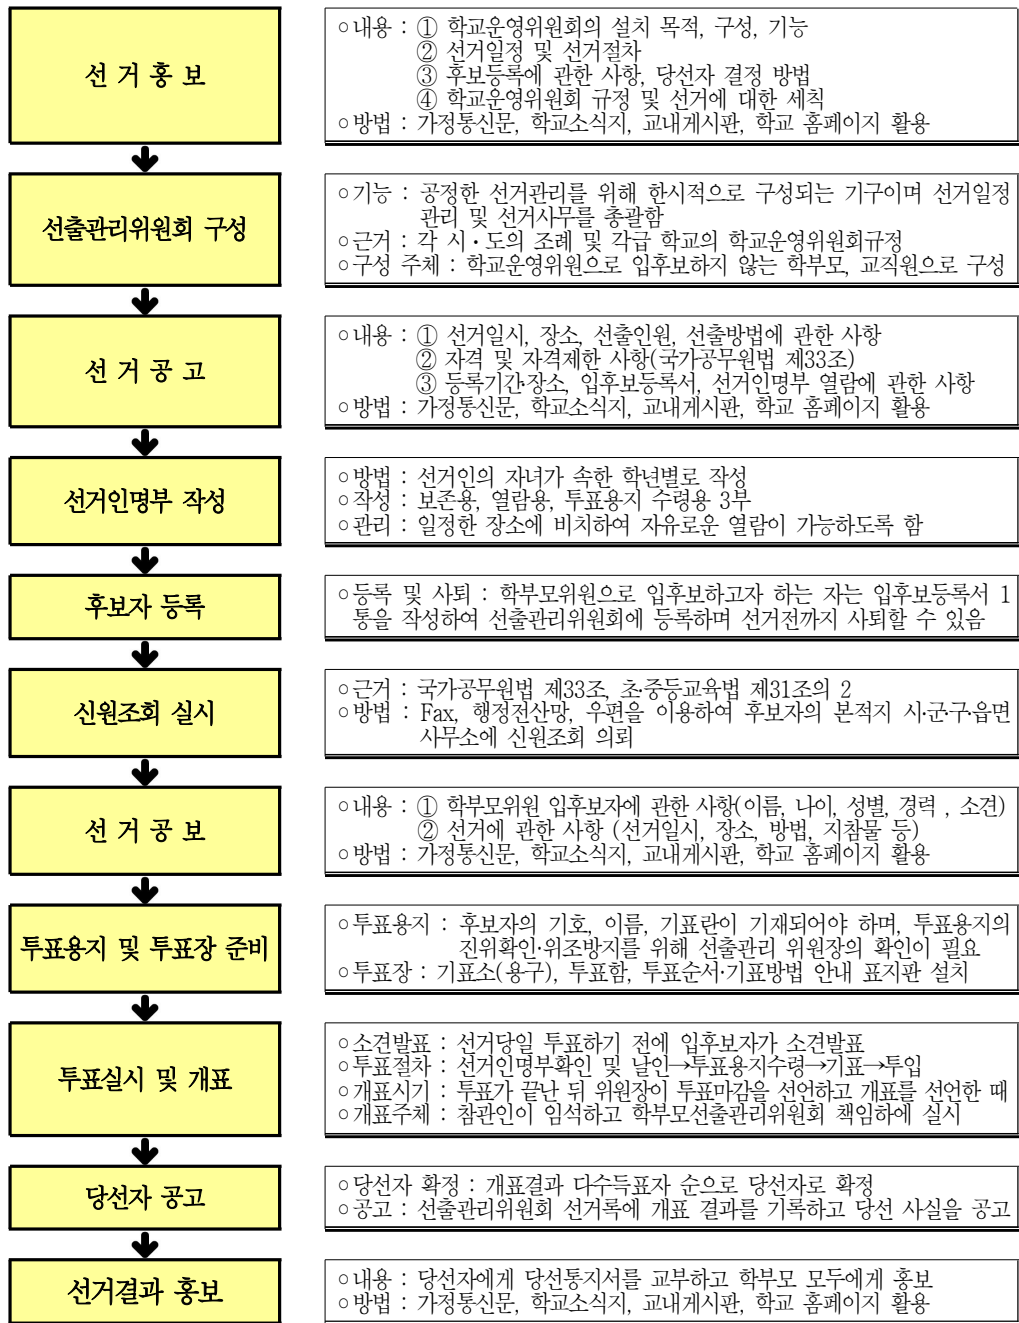 선 거 홍 보
○내용 : ① 학교운영위원회의 설치 목적, 구성, 기능
② 선거일정 및 선거절차
③ 후보등록에 관한 사항, 당선자 결정 방법
④ 학교운영위원회 규정 및 선거에 대한 세칙
○방법 : 가정통신문, 학교소식지, 교내게시판, 학교 홈페이지 활용
선출관리위원회 구성
○기능 : 공정한 선거관리를 위해 한시적으로 구성되는 기구이며 선거일정
관리 및 선거사무를 총괄함
○근거 : 각 시・도의 조례 및 각급 학교의 학교운영위원회규정
○구성 주체 : 학교운영위원으로 입후보하지 않는 학부모, 교직원으로 구성
선 거 공 고
○내용 : ① 선거일시, 장소, 선출인원, 선출방법에 관한 사항
② 자격 및 자격제한 사항(국가공무원법 제33조)
③ 등록기간·장소, 입후보등록서, 선거인명부 열람에 관한 사항
○방법 : 가정통신문, 학교소식지, 교내게시판, 학교 홈페이지 활용
선거인명부 작성
○방법 : 선거인의 자녀가 속한 학년별로 작성
○작성 : 보존용, 열람용, 투표용지 수령용 3부
○관리 : 일정한 장소에 비치하여 자유로운 열람이 가능하도록 함
후보자 등록
○등록 및 사퇴 : 학부모위원으로 입후보하고자 하는 자는 입후보등록서 1
통을 작성하여 선출관리위원회에 등록하며 선거전까지 사퇴할 수 있음
신원조회 실시
○근거 : 국가공무원법 제33조, 초·중등교육법 제31조의 2
○방법 : Fax, 행정전산망, 우편을 이용하여 후보자의 본적지 시·군·구·읍면
사무소에 신원조회 의뢰
선 거 공 보
○내용 : ① 학부모위원 입후보자에 관한 사항(이름, 나이, 성별, 경력 , 소견)
② 선거에 관한 사항 (선거일시, 장소, 방법, 지참물 등)
○방법 : 가정통신문, 학교소식지, 교내게시판, 학교 홈페이지 활용
투표용지 및 투표장 준비
○투표용지 : 후보자의 기호, 이름, 기표란이 기재되어야 하며, 투표용지의
진위확인·위조방지를 위해 선출관리 위원장의 확인이 필요
○투표장 : 기표소(용구), 투표함, 투표순서·기표방법 안내 표지판 설치
투표실시 및 개표
○소견발표 : 선거당일 투표하기 전에 입후보자가 소견발표
○투표절차 : 선거인명부확인 및 날인→투표용지수령→기표→투입
○개표시기 : 투표가 끝난 뒤 위원장이 투표마감을 선언하고 개표를 선언한 때
○개표주체 : 참관인이 임석하고 학부모선출관리위원회 책임하에 실시
당선자 공고
○당선자 확정 : 개표결과 다수득표자 순으로 당선자로 확정
○공고 : 선출관리위원회 선거록에 개표 결과를 기록하고 당선 사실을 공고
선거결과 홍보
○내용 : 당선자에게 당선통지서를 교부하고 학부모 모두에게 홍보
○방법 : 가정통신문, 학교소식지, 교내게시판, 학교 홈페이지 활용